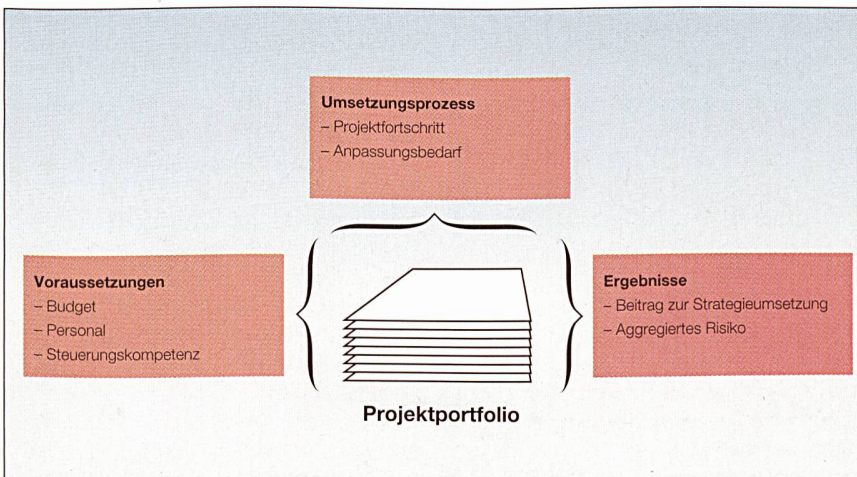 Umsetzungsprozess
– Projektfortschritt
– Anpassungsbedarf
Voraussetzungen
– Budget
– Personal
– Steuerungskompetenz
Ergebnisse
– Beitrag zur Strategieumsetzung
– Aggregiertes Risiko
Projektportfolio